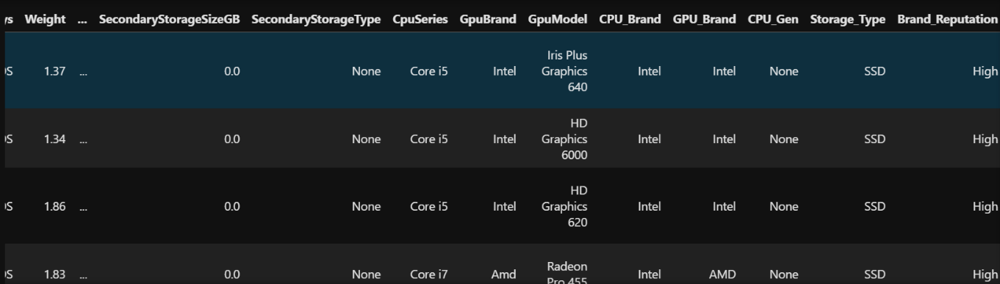 ys Weight ... SecondaryStorageSizeGB SecondaryStorageType CpuSeries GpuBrand GpuModel CPU_Brand GPU_Brand CPU_Gen Storage_Type Brand_Reputation
OS 1.37 ... 0.0 None Core i5 Intel Iris Plus Graphics 640 Intel Intel None SSD High
OS 1.34 ... 0.0 None Core i5 Intel HD Graphics 6000 Intel Intel None SSD High
OS 1.86 ... 0.0 None Core i5 Intel HD Graphics 620 Intel Intel None SSD High
OS 1.83 ... 0.0 None Core i7 Amd Radeon Pro 455 Intel AMD None SSD High